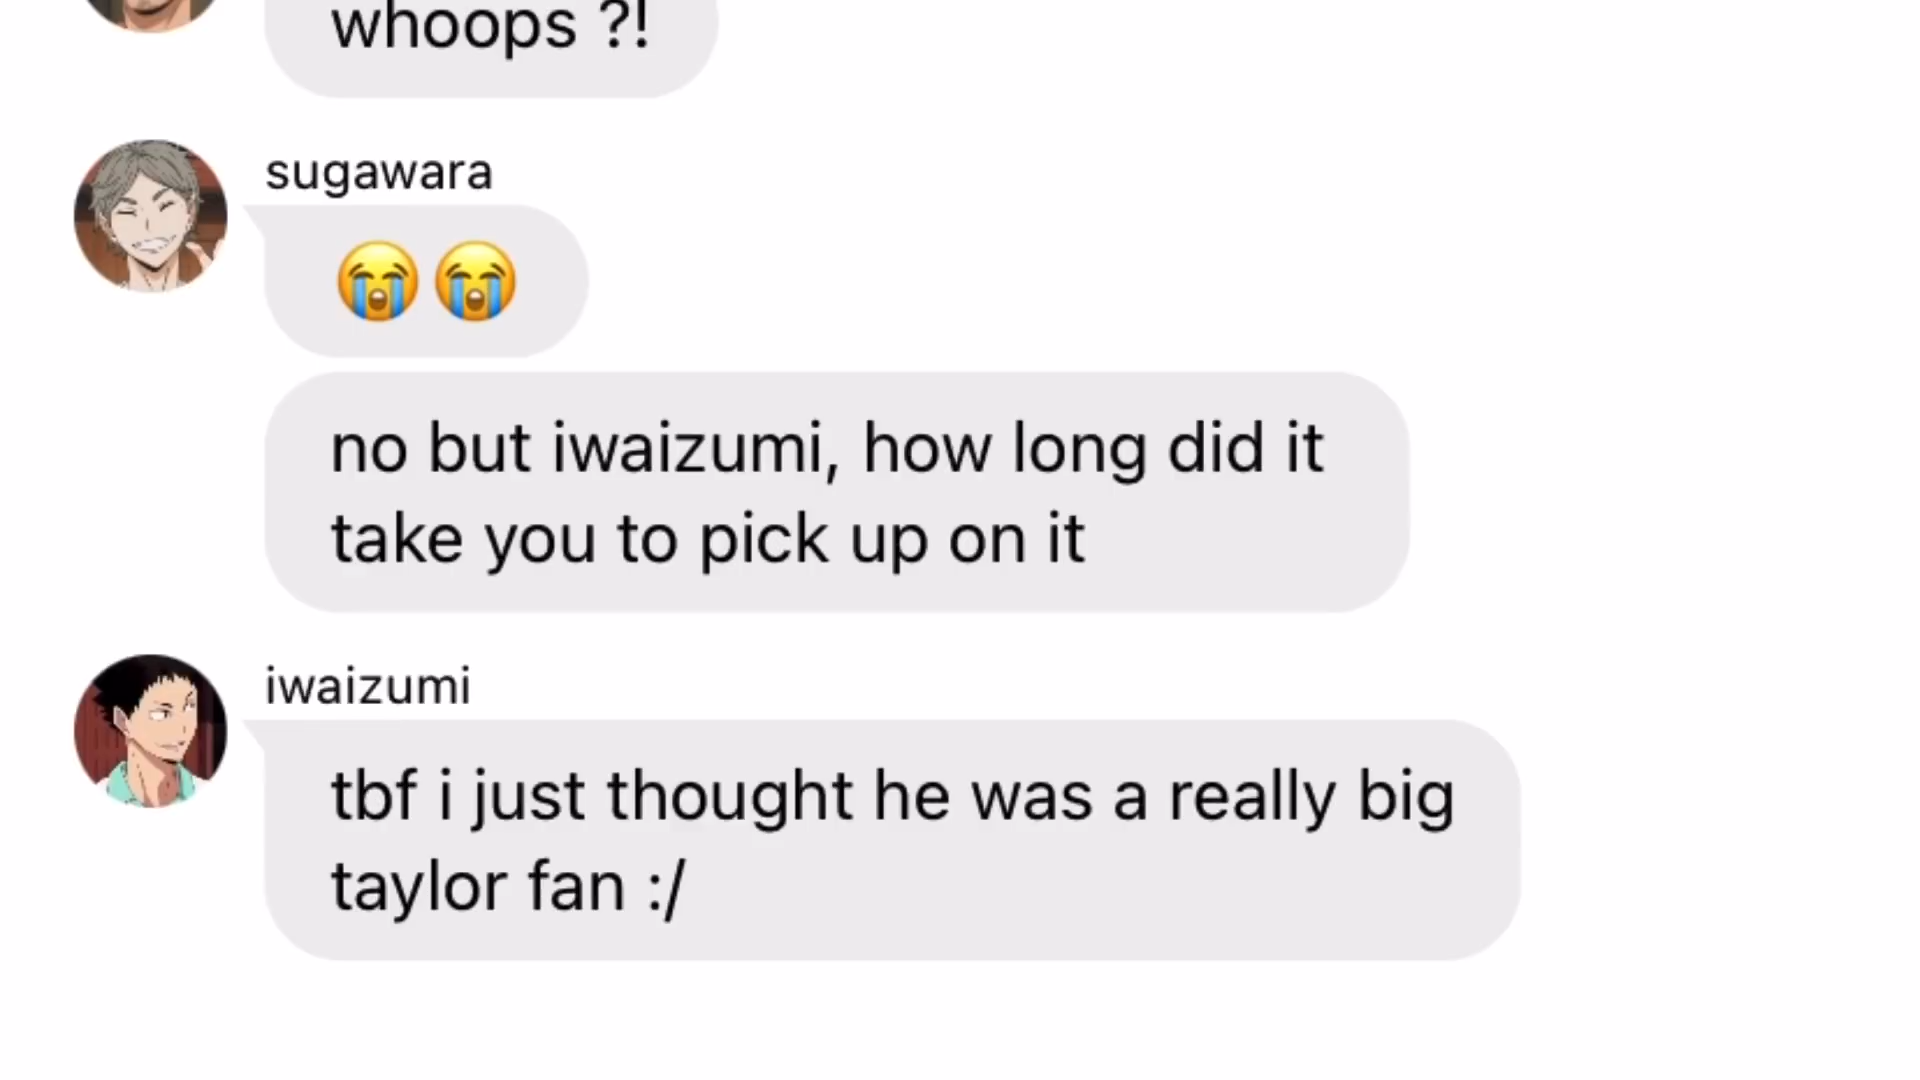 whoops ?!
sugawara
😭😭
no but iwaizumi, how long did it
take you to pick up on it
iwaizumi
tbf i just thought he was a really big
taylor fan :/